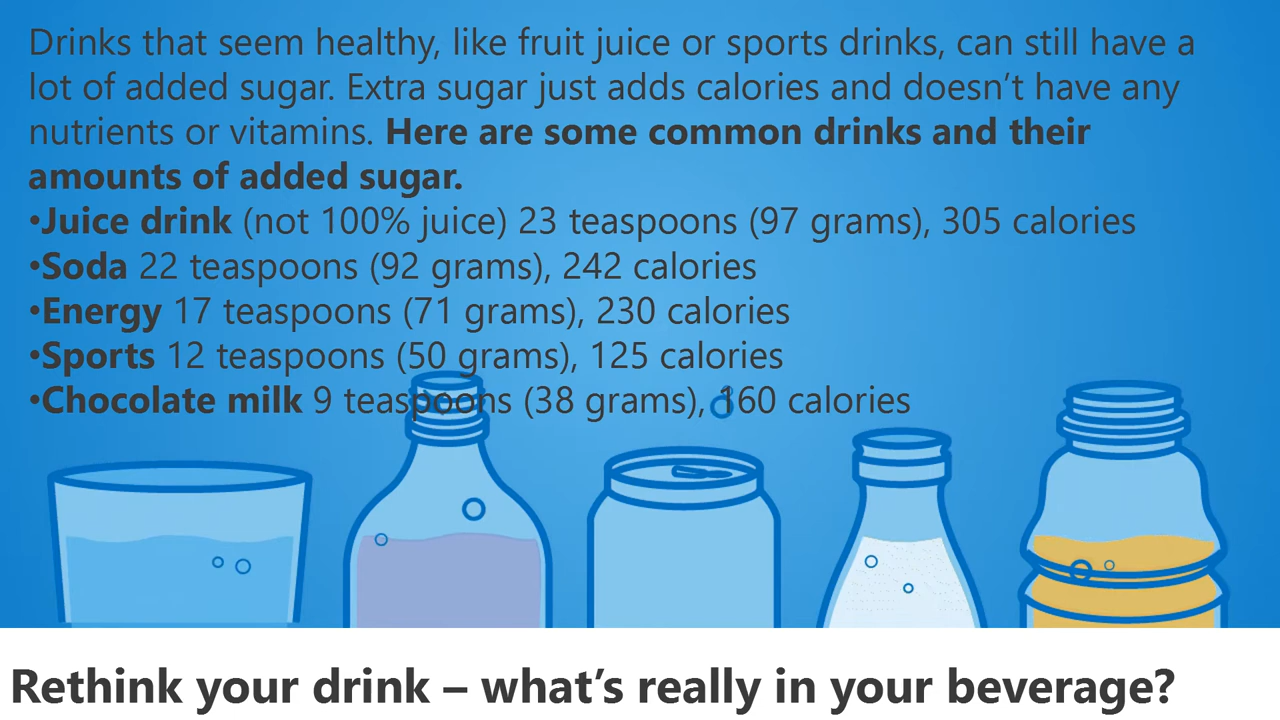 Drinks that seem healthy, like fruit juice or sports drinks, can still have a
lot of added sugar. Extra sugar just adds calories and doesn’t have any
nutrients or vitamins. Here are some common drinks and their
amounts of added sugar.
•Juice drink (not 100% juice) 23 teaspoons (97 grams), 305 calories
•Soda 22 teaspoons (92 grams), 242 calories
•Energy 17 teaspoons (71 grams), 230 calories
•Sports 12 teaspoons (50 grams), 125 calories
•Chocolate milk 9 teaspoons (38 grams), 160 calories
Rethink your drink – what’s really in your beverage?